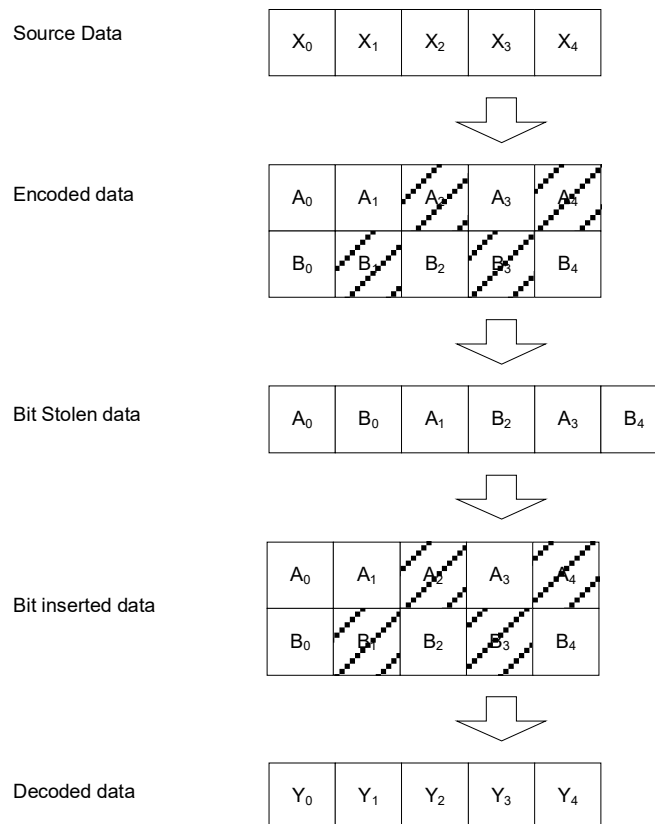 Source Data X₀ X₁ X₂ X₃ X₄
Encoded data A₀ A₁ A₂ A₃ A₄
B₀ B₁ B₂ B₃ B₄
Bit Stolen data A₀ B₀ A₁ B₂ A₃ B₄
A₀ A₁ A₂ A₃ A₄
Bit inserted data B₀ B₁ B₂ B₃ B₄
Decoded data Y₀ Y₁ Y₂ Y₃ Y₄